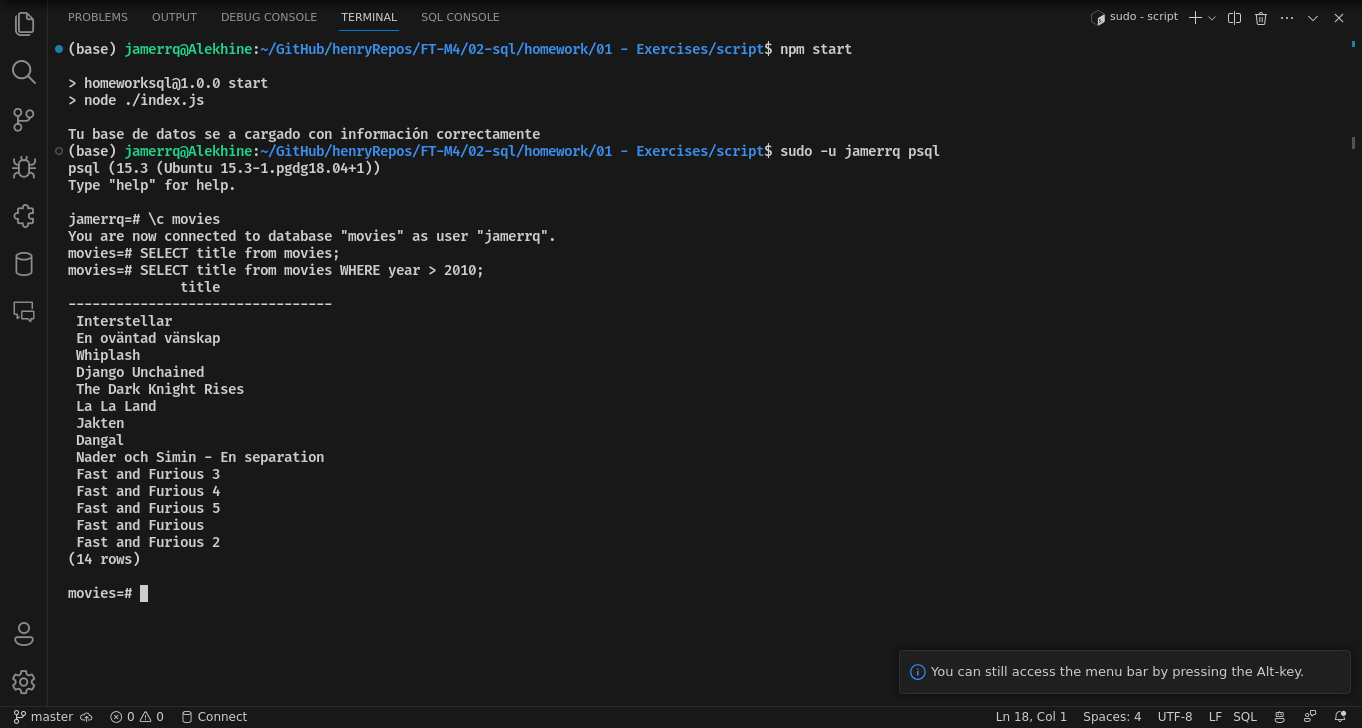 PROBLEMS OUTPUT DEBUG CONSOLE TERMINAL SQL CONSOLE
sudo - script
(base) jamerrq@Alekhine:~/GitHub/henryRepos/FT-M4/02-sql/homework/01 - Exercises/script$ npm start
> homeworksql@1.0.0 start
> node ./index.js
Tu base de datos se a cargado con información correctamente
(base) jamerrq@Alekhine:~/GitHub/henryRepos/FT-M4/02-sql/homework/01 - Exercises/script$ sudo -u jamerrq psql
psql (15.3 (Ubuntu 15.3-1.pgdg18.04+1))
Type "help" for help.
jamerrq=# \c movies
You are now connected to database "movies" as user "jamerrq".
movies=# SELECT title from movies;
movies=# SELECT title from movies WHERE year > 2010;
title
---------------------------------
Interstellar
En oväntad vänskap
Whiplash
Django Unchained
The Dark Knight Rises
La La Land
Jakten
Dangal
Nader och Simin - En separation
Fast and Furious 3
Fast and Furious 4
Fast and Furious 5
Fast and Furious
Fast and Furious 2
(14 rows)
movies=#
You can still access the menu bar by pressing the Alt-key.
master 0 0 Connect Ln 18, Col 1 Spaces: 4 UTF-8 LF SQL